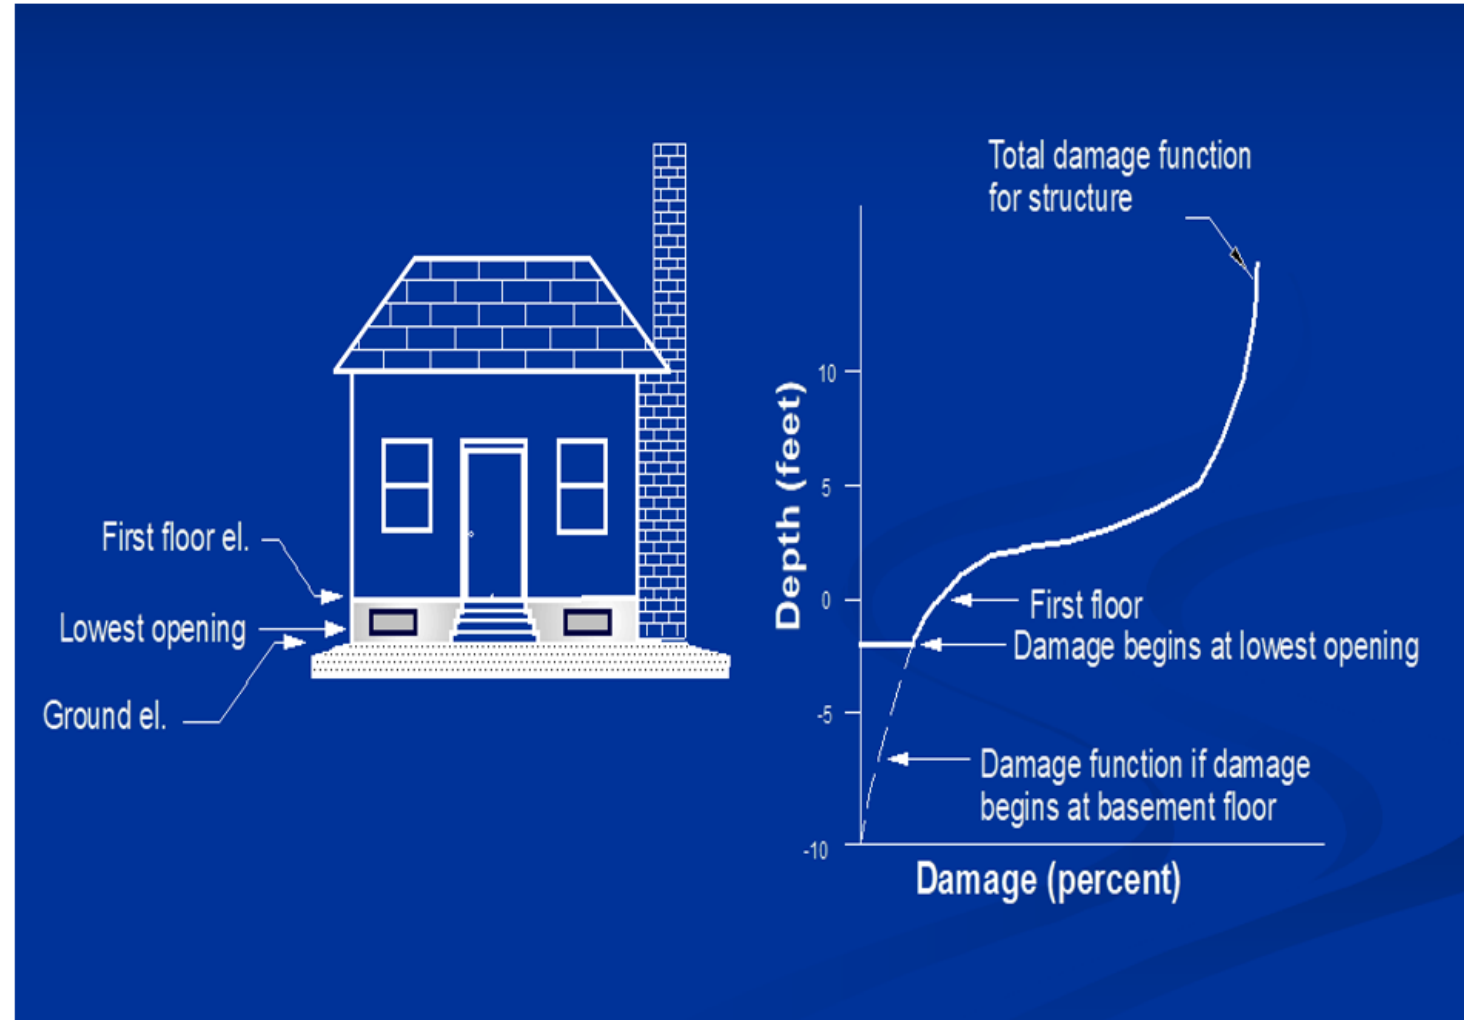 Total damage function
for structure
First floor el.
Lowest opening
Ground el.
Depth (feet)
10
5
0
-5
-10
First floor
Damage begins at lowest opening
Damage function if damage
begins at basement floor
Damage (percent)